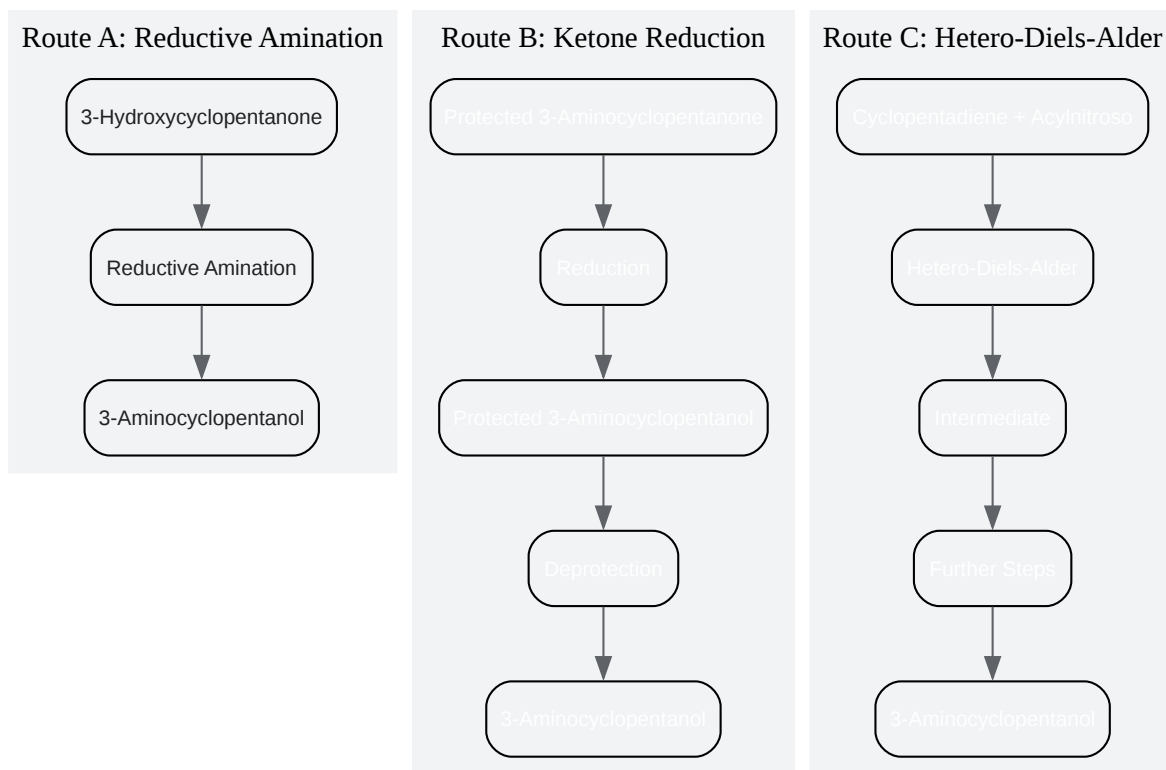 Route A: Reductive Amination
3-Hydroxycyclopentanone
Reductive Amination
3-Aminocyclopentanol
Route B: Ketone Reduction
Protected 3-Aminocyclopentanone
Reduction
Protected 3-Aminocyclopentanol
Deprotection
3-Aminocyclopentanol
Route C: Hetero-Diels-Alder
Cyclopentadiene + Acylnitroso
Hetero-Diels-Alder
Intermediate
Further Steps
3-Aminocyclopentanol